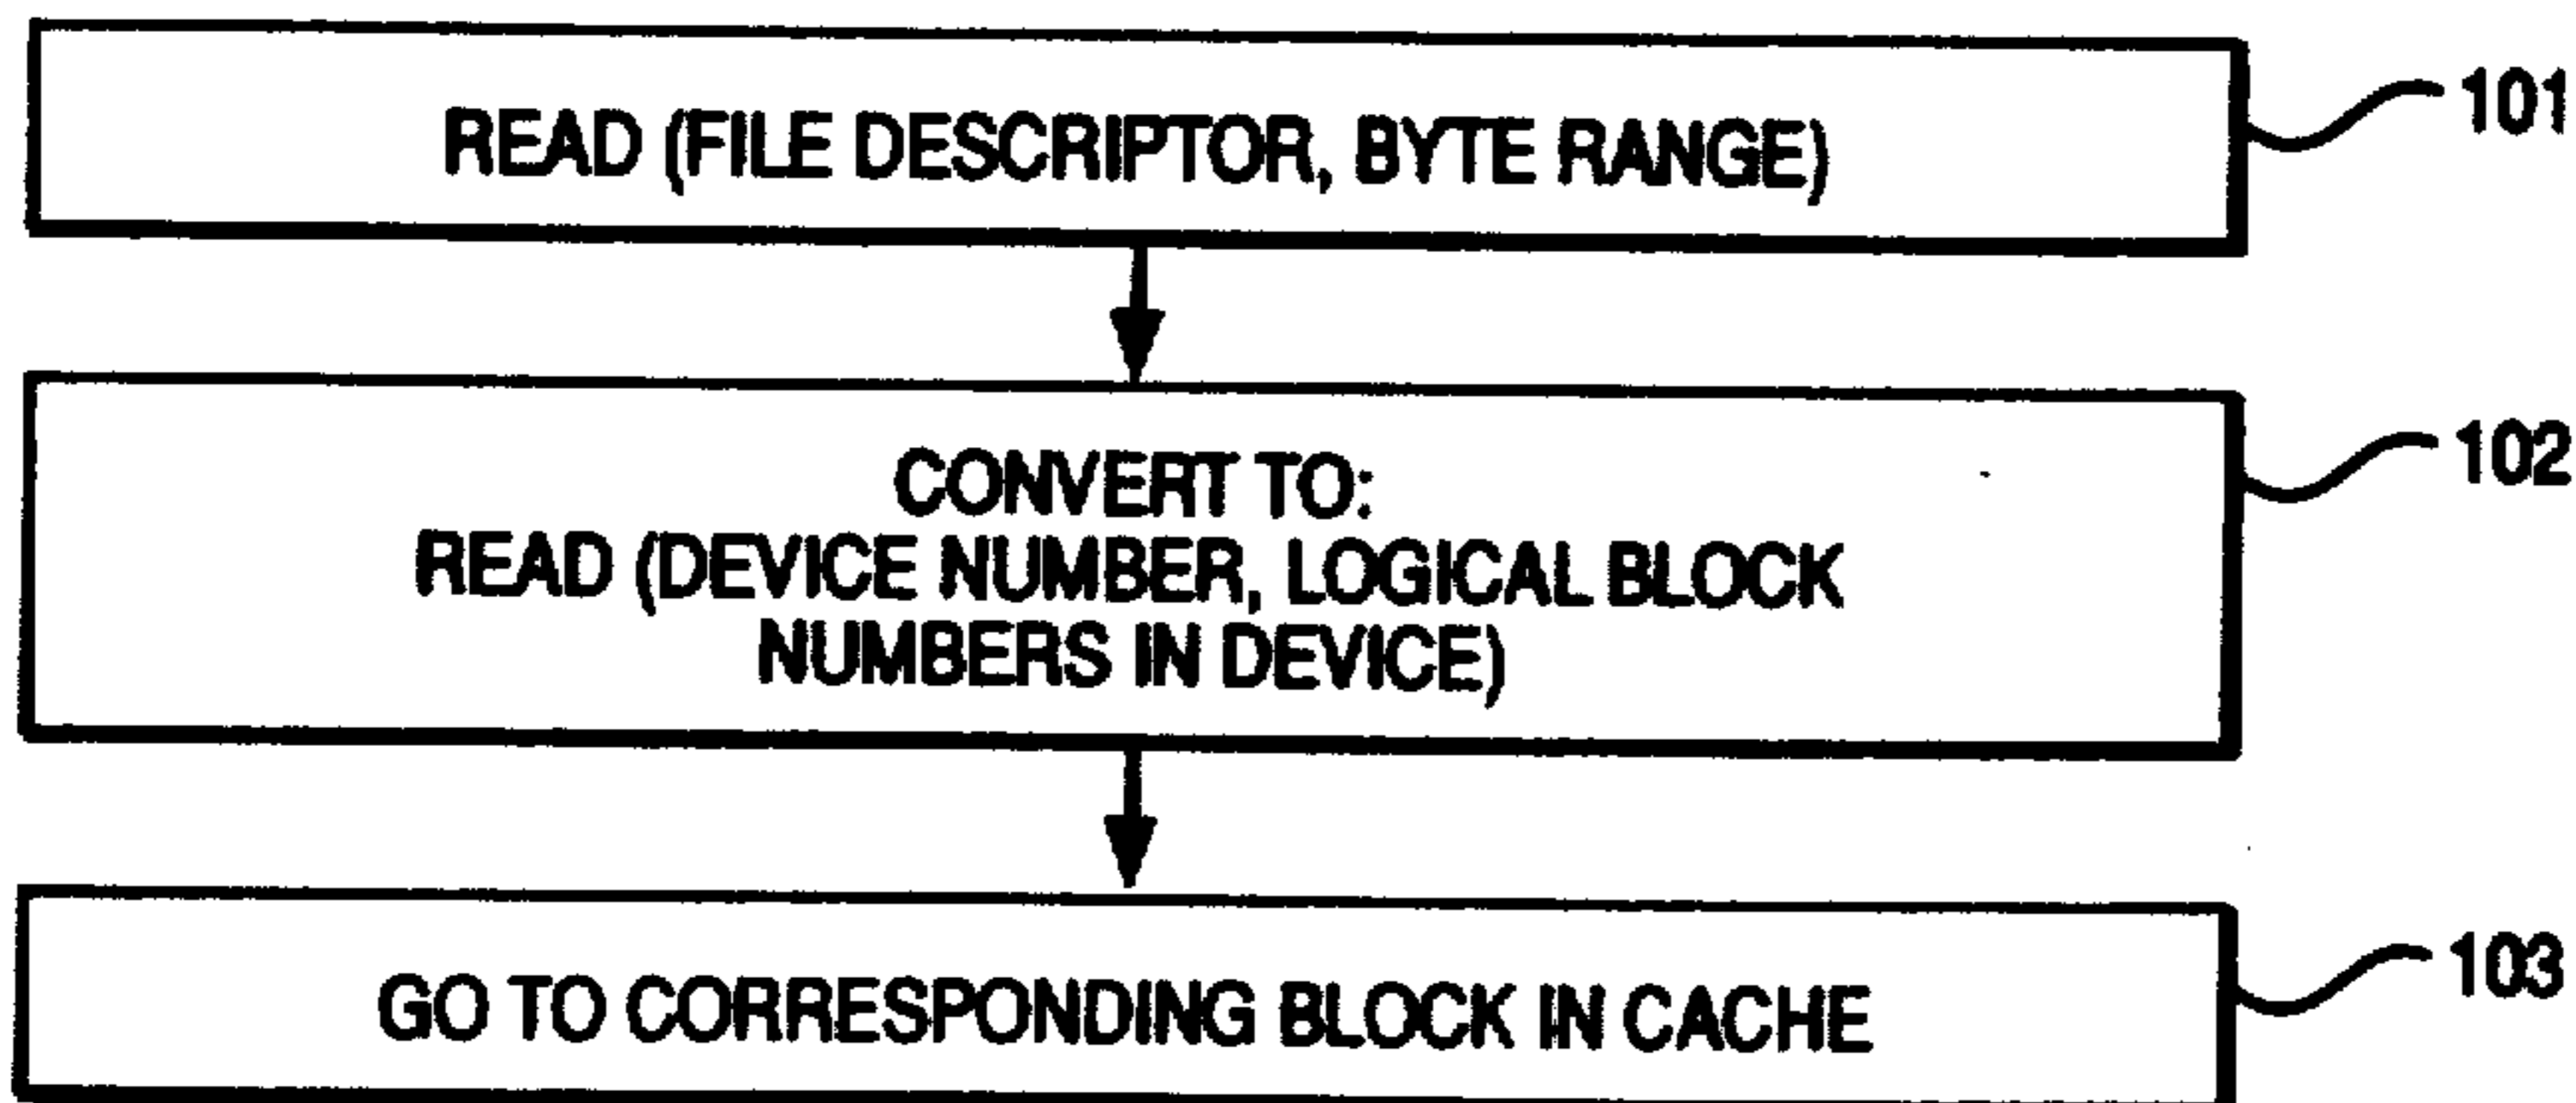 READ (FILE DESCRIPTOR, BYTE RANGE)
101
CONVERT TO:
READ (DEVICE NUMBER, LOGICAL BLOCK
NUMBERS IN DEVICE)
102
GO TO CORRESPONDING BLOCK IN CACHE
103